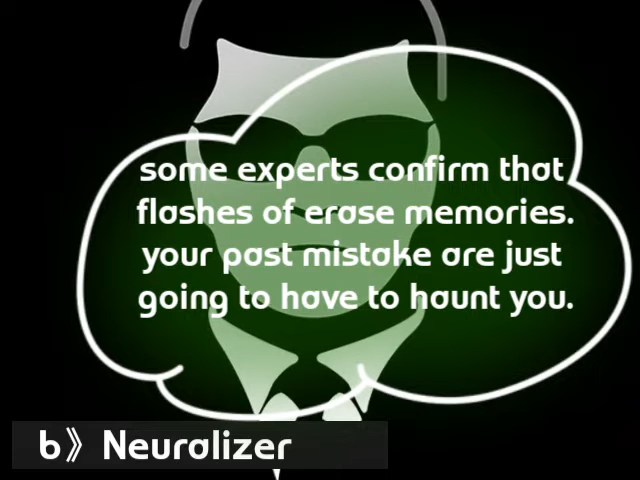 some experts confirm that
flashes of erase memories.
your past mistake are just
going to have to haunt you.
b》 Neuralizer